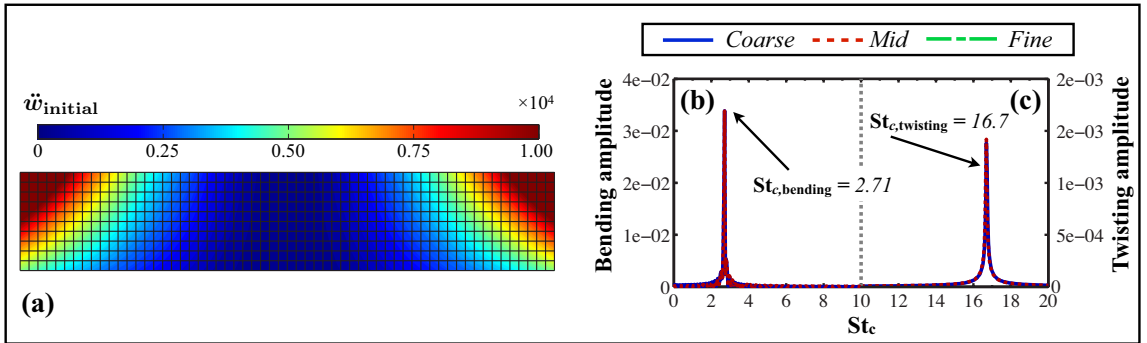 Coarse Mid Fine
ẅinitial
×10⁴
0 0.25 0.50 0.75 1.00
(a)
Bending amplitude
4e−02
3e−02
2e−02
1e−02
0
(b)
Stc,bending = 2.71
(c)
Stc,twisting = 16.7
2e−03
2e−03
1e−03
5e−04
0
Twisting amplitude
0 2 4 6 8 10 12 14 16 18 20
Stc